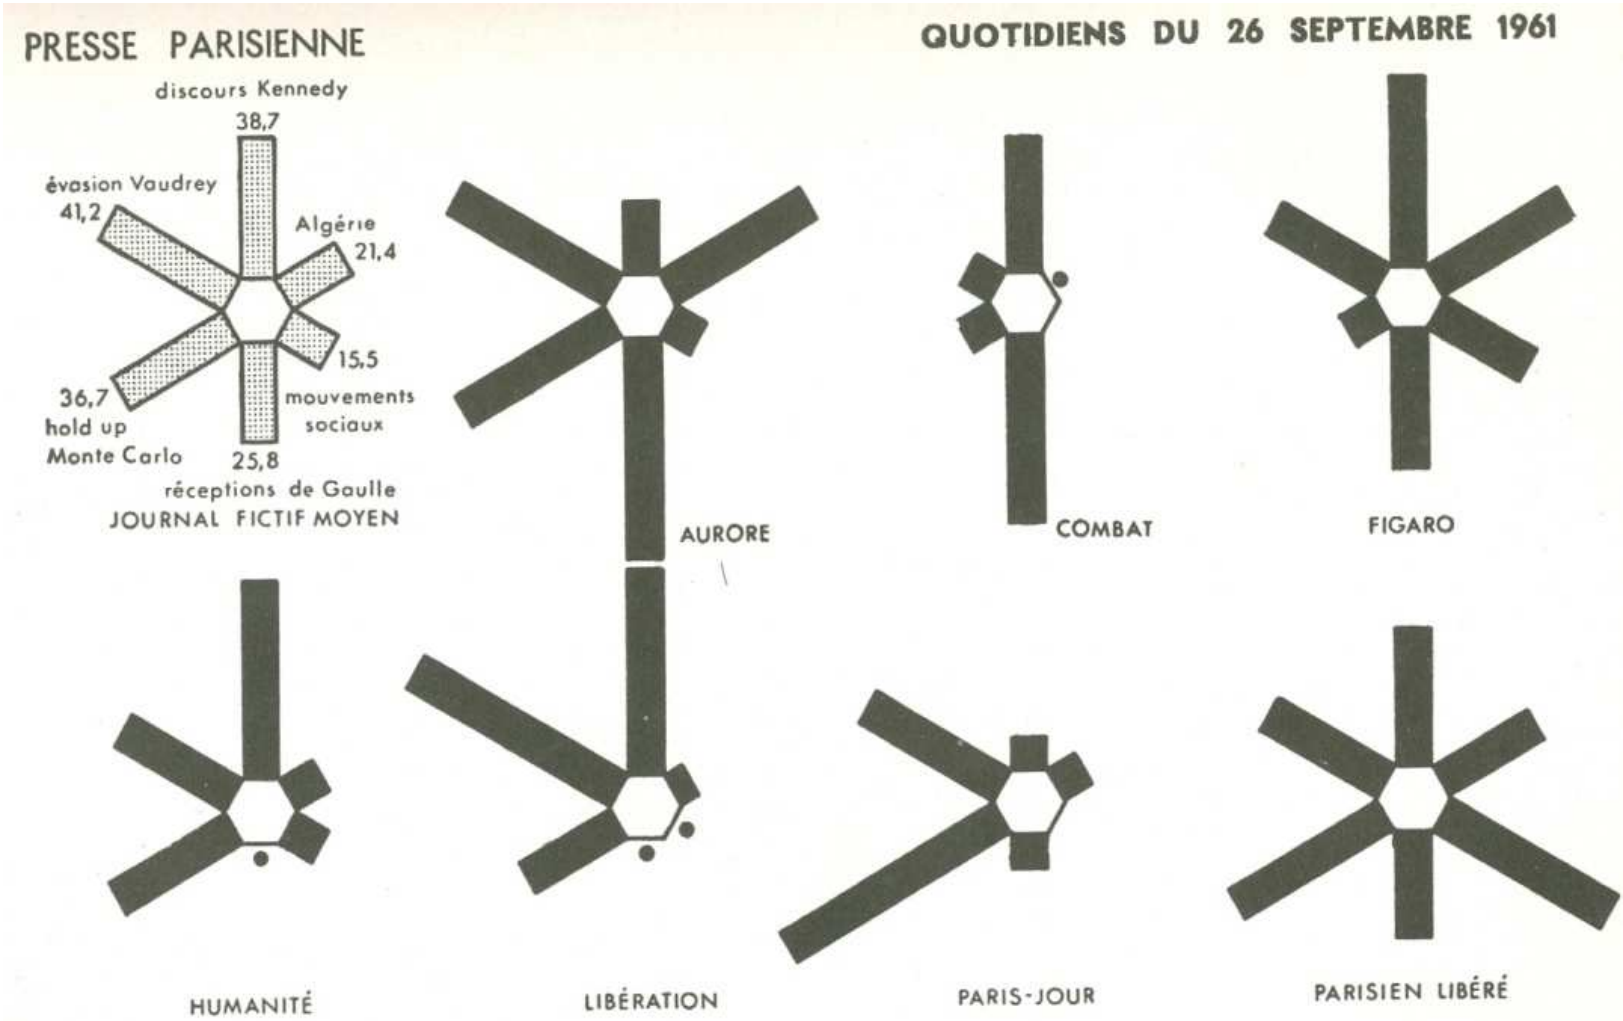 PRESSE PARISIENNE
QUOTIDIENS DU 26 SEPTEMBRE 1961
discours Kennedy
38,7
évasion Vaudrey
41,2
Algérie
21,4
15,5
mouvements
sociaux
36,7
hold up
Monte Carlo
25,8
réceptions de Gaulle
JOURNAL FICTIF MOYEN
AURORE
COMBAT
FIGARO
HUMANITÉ
LIBÉRATION
PARIS-JOUR
PARISIEN LIBÉRÉ